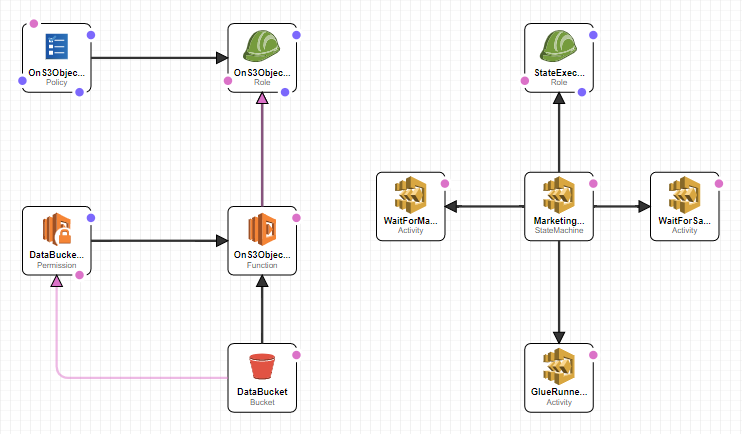 OnS3Objec...
Policy
OnS3Objec...
Role
StateExec...
Role
WaitForMa...
Activity
Marketing...
StateMachine
WaitForSa...
Activity
DataBucke...
Permission
OnS3Objec...
Function
DataBucket
Bucket
GlueRunne...
Activity